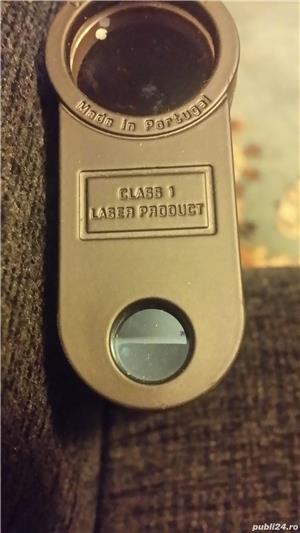 Made in Portugal
CLASS 1
LASER PRODUCT
publi24.ro